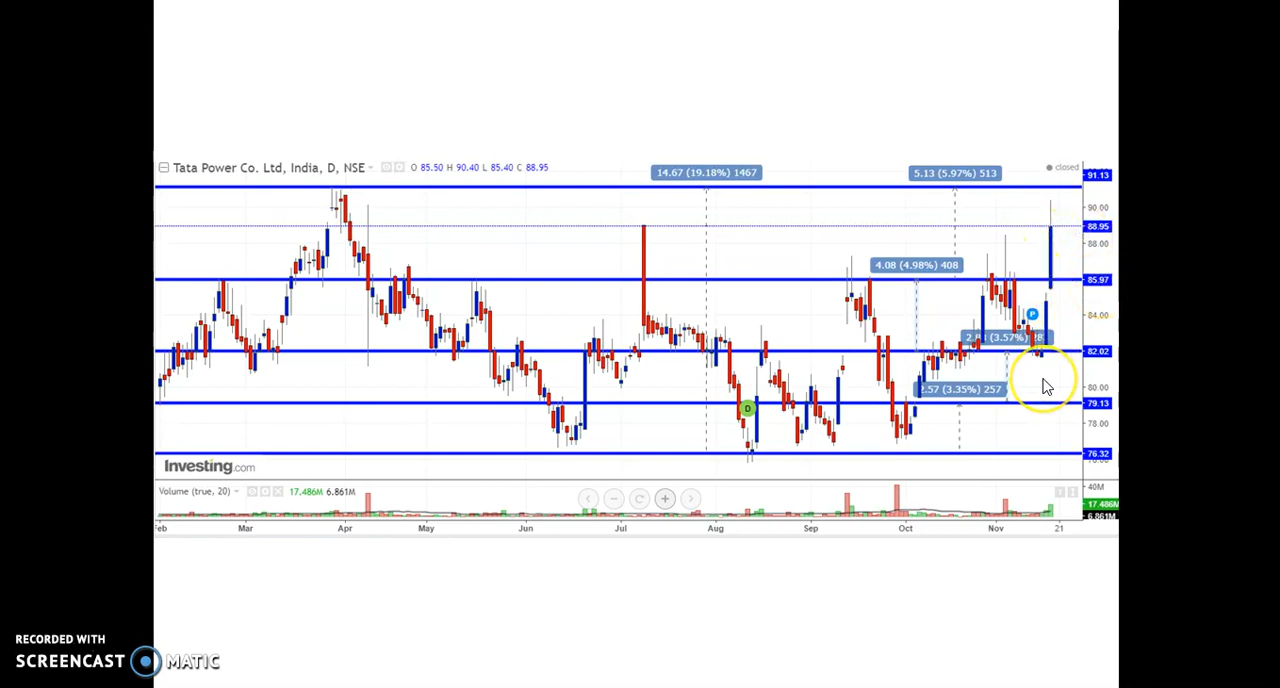 Tata Power Co. Ltd, India, D, NSE O 85.50 H 90.40 L 85.40 C 88.95
14.67 (19.18%) 1467
5.13 (5.97%) 513
closed
91.13
90.00
88.95
88.00
4.08 (4.98%) 408
85.97
84.00
P
(3.57%)
82.02
80.00
2.57 (3.35%) 257
79.13
D
78.00
76.32
Investing.com
Volume (true, 20) 17.486M 6.861M
40M
17.486M
6.861M
Feb Mar Apr May Jun Jul Aug Sep Oct Nov 21
RECORDED WITH
SCREENCAST MATIC